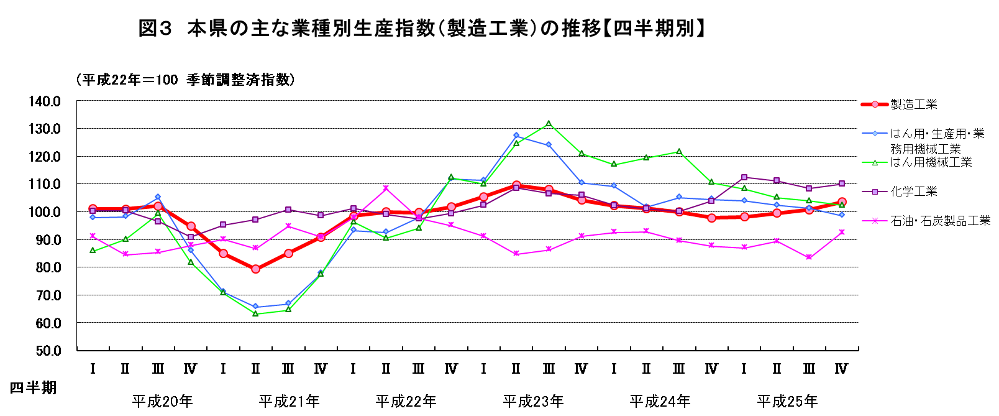 図３　本県の主な業種別生産指数（製造工業）の推移【四半期別】
（平成22年＝100　季節調整済指数）
140.0
130.0
120.0
110.0
100.0
90.0
80.0
70.0
60.0
50.0
製造工業
はん用・生産用・業
務用機械工業
はん用機械工業
化学工業
石油・石炭製品工業
Ⅰ Ⅱ Ⅲ Ⅳ Ⅰ Ⅱ Ⅲ Ⅳ Ⅰ Ⅱ Ⅲ Ⅳ Ⅰ Ⅱ Ⅲ Ⅳ Ⅰ Ⅱ Ⅲ Ⅳ Ⅰ Ⅱ Ⅲ Ⅳ
四半期
平成20年 平成21年 平成22年 平成23年 平成24年 平成25年